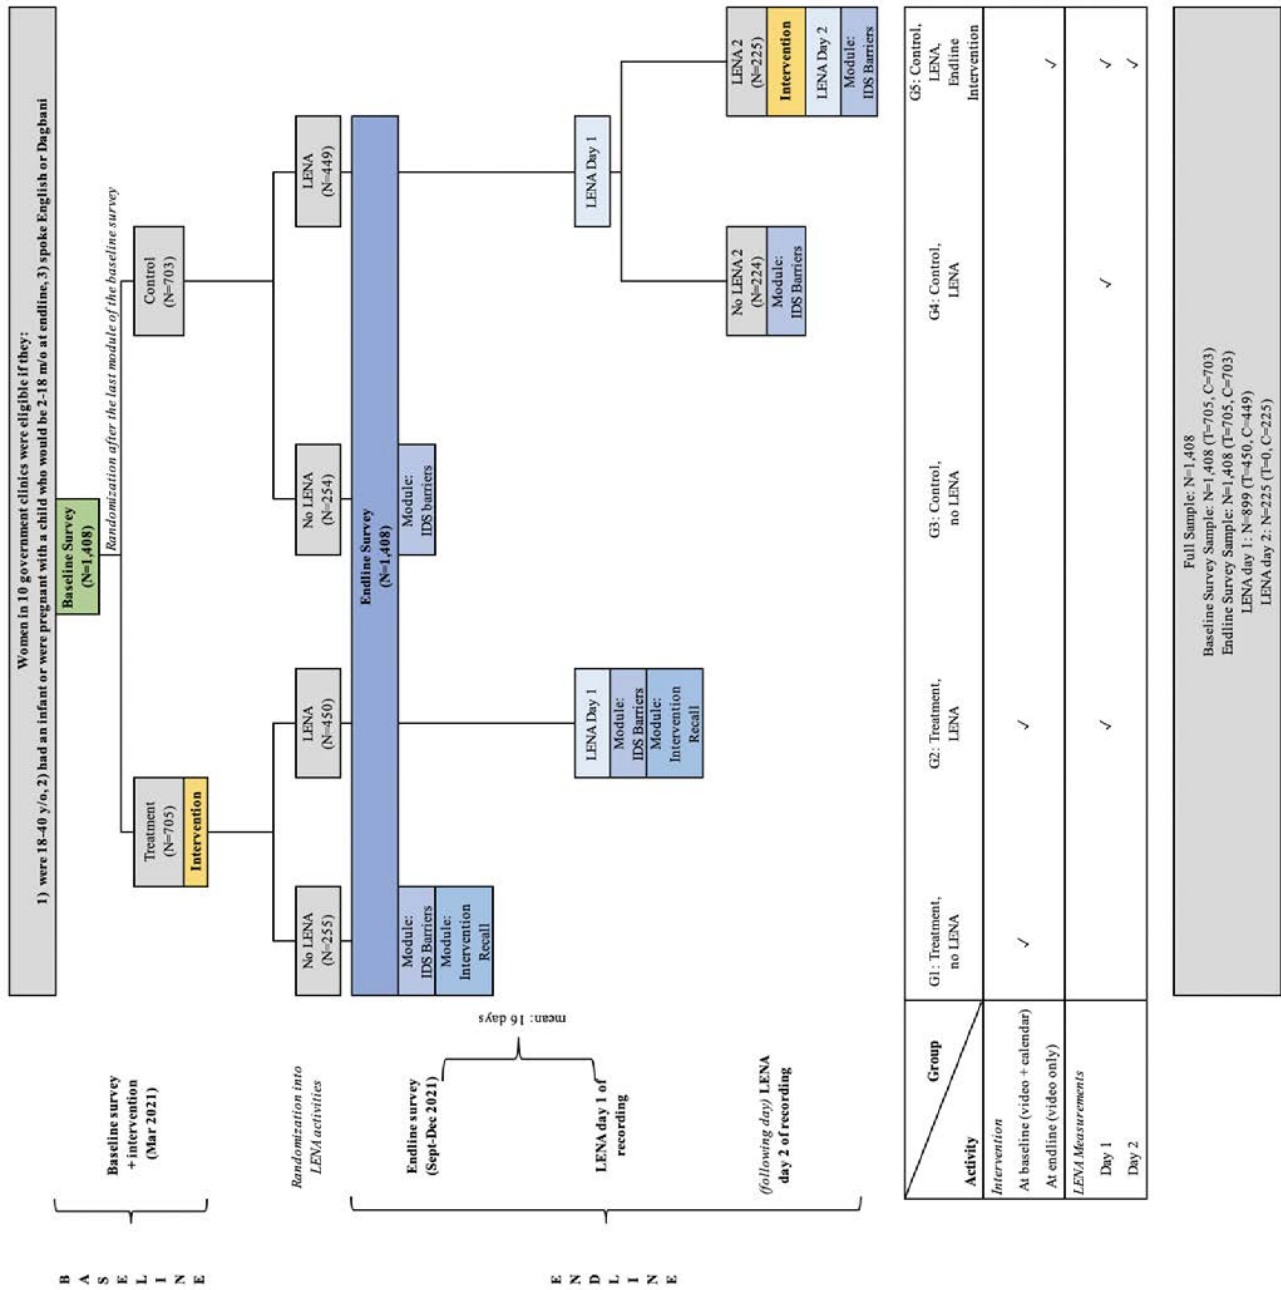 Women in 10 government clinics were eligible if they:
1) were 18-40 y/o, 2) had an infant or were pregnant with a child who would be 2-18 m/o at endline, 3) spoke English or Dagbani
B
A
S
E
L
I
N
E
Baseline survey
+ intervention
(Mar 2021)
Baseline Survey
(N=1,408)
Randomization after the last module of the baseline survey
Treatment
(N=705)
Intervention
Control
(N=703)
Randomization into
LENA activities
No LENA
(N=255)
LENA
(N=450)
No LENA
(N=254)
LENA
(N=449)
E
N
D
L
I
N
E
Endline survey
(Sept-Dec 2021)
mean: 16 days
Endline Survey
(N=1,408)
Module:
IDS Barriers
Module:
Intervention
Recall
Module:
IDS barriers
LENA day 1 of
recording
LENA Day 1
Module:
IDS Barriers
Module:
Intervention
Recall
LENA Day 1
(following day) LENA
day 2 of recording
No LENA 2
(N=224)
Module:
IDS Barriers
LENA 2
(N=225)
Intervention
LENA Day 2
Module:
IDS Barriers
Group
Activity
G1: Treatment,
no LENA
G2: Treatment,
LENA
G3: Control,
no LENA
G4: Control,
LENA
G5: Control,
LENA,
Endline
Intervention
Intervention
At baseline (video + calendar) ✓ ✓
At endline (video only) ✓
LENA Measurements
Day 1 ✓ ✓ ✓
Day 2 ✓
Full Sample: N=1,408
Baseline Survey Sample: N=1,408 (T=705, C=703)
Endline Survey Sample: N=1,408 (T=705, C=703)
LENA day 1: N=899 (T=450, C=449)
LENA day 2: N=225 (T=0, C=225)